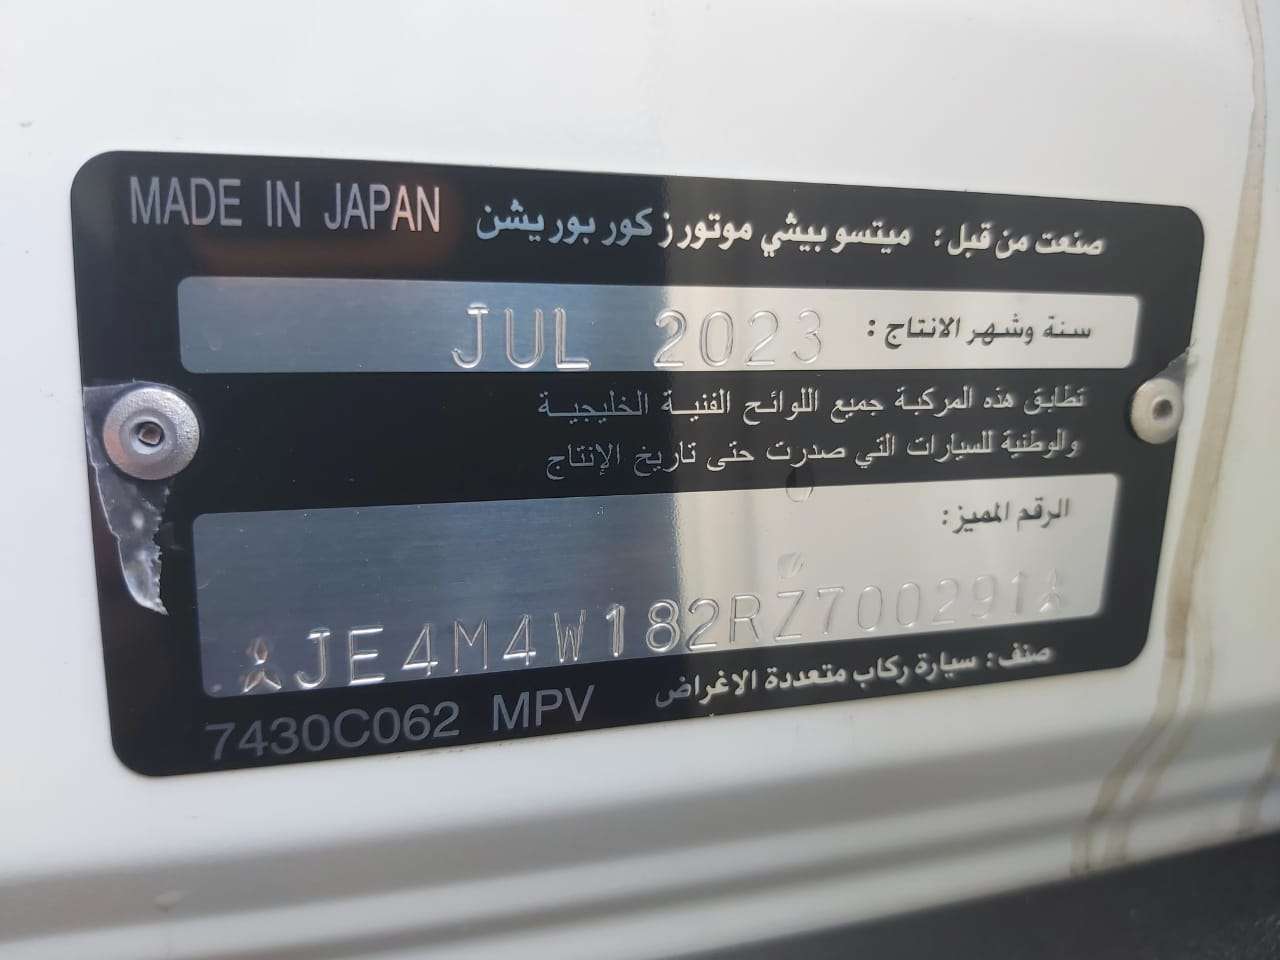 MADE IN JAPAN صنعت من قبل: ميتسوبيشي موتورز كوربوريشن
سنة وشهر الانتاج: JUL 2023
تطابق هذه المركبة جميع اللوائح الفنية الخليجية
والوطنية للسيارات التي صدرت حتى تاريخ الإنتاج
الرقم المميز:
JE4M4W182RZ700291
صنف: سيارة ركاب متعددة الاغراض
7430C062 MPV